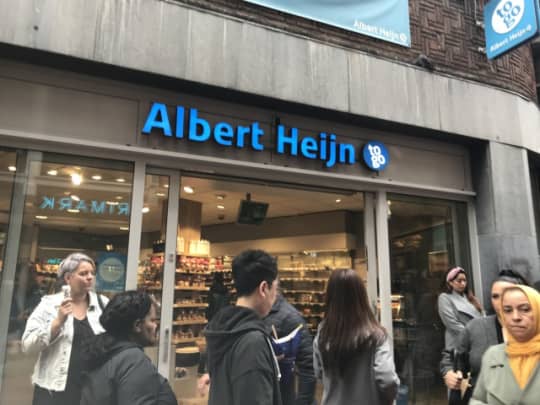 Albert Heijn
to
go
Albert Heijn
Albert Heijn to go
RTMARK